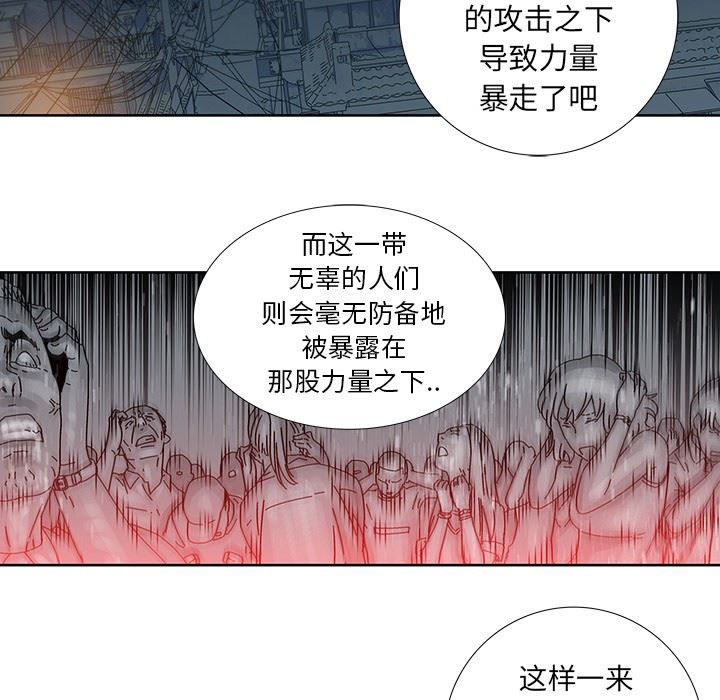 的攻击之下
导致力量
暴走了吧
而这一带
无辜的人们
则会毫无防备地
被暴露在
那股力量之下..
这样一来